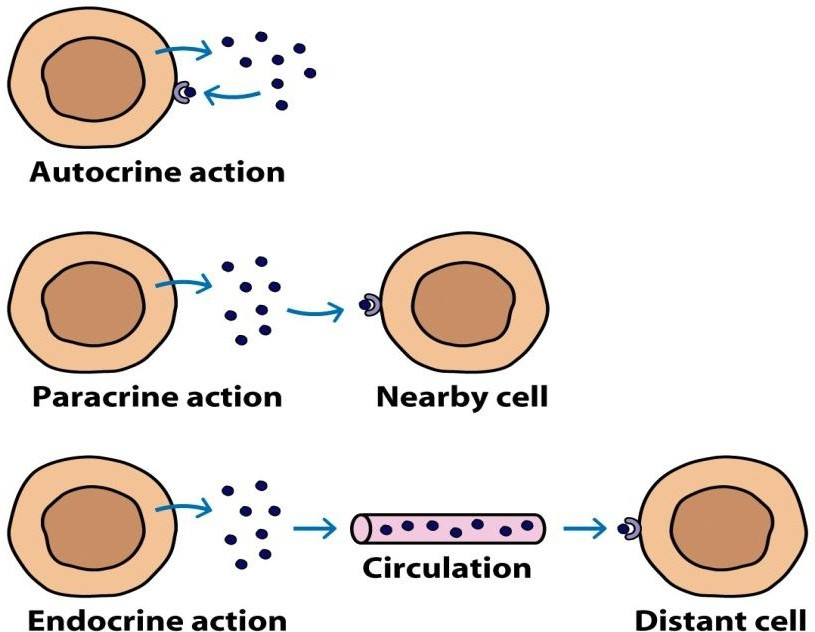 Autocrine action
Paracrine action
Nearby cell
Circulation
Endocrine action
Distant cell